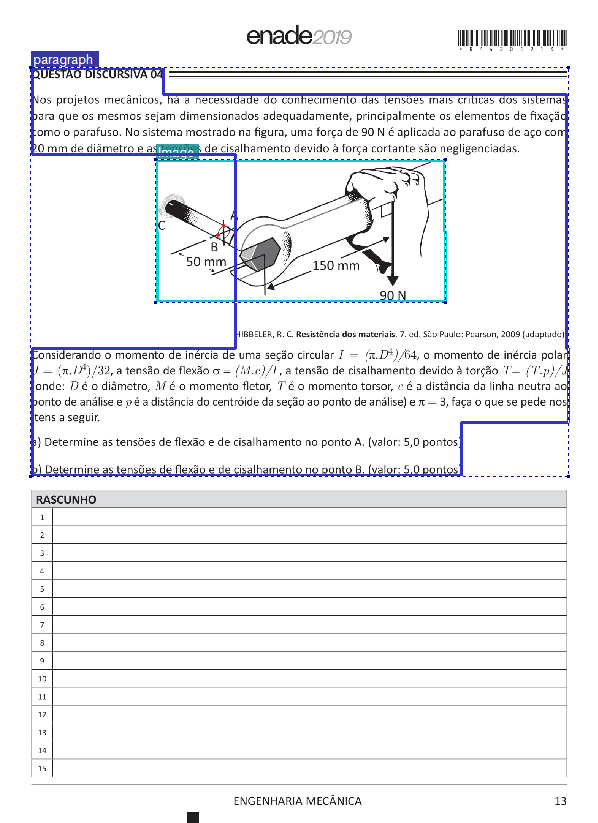 enade2019
paragraph
QUESTÃO DISCURSIVA 04
Nos projetos mecânicos, há a necessidade do conhecimento das tensões mais críticas dos sistemas
para que os mesmos sejam dimensionados adequadamente, principalmente os elementos de fixação
como o parafuso. No sistema mostrado na figura, uma força de 90 N é aplicada ao parafuso de aço com
20 mm de diâmetro e as tensões de cisalhamento devido à força cortante são negligenciadas.
C
A
B
50 mm
150 mm
90 N
HIBBELER, R. C. Resistência dos materiais. 7. ed. São Paulo: Pearson, 2009 (adaptado).
Considerando o momento de inércia de uma seção circular I = (π.D⁴)/64, o momento de inércia polar
J = (π.D⁴)/32, a tensão de flexão σ = (M.c)/I, a tensão de cisalhamento devido à torção T= (T.p)/J
(onde: D é o diâmetro, M é o momento fletor, T é o momento torsor, c é a distância da linha neutra ao
ponto de análise e p é a distância do centróide da seção ao ponto de análise) e π = 3, faça o que se pede nos
itens a seguir.
a) Determine as tensões de flexão e de cisalhamento no ponto A. (valor: 5,0 pontos)
b) Determine as tensões de flexão e de cisalhamento no ponto B. (valor: 5,0 pontos)
RASCUNHO
1
2
3
4
5
6
7
8
9
10
11
12
13
14
15
ENGENHARIA MECÂNICA 13